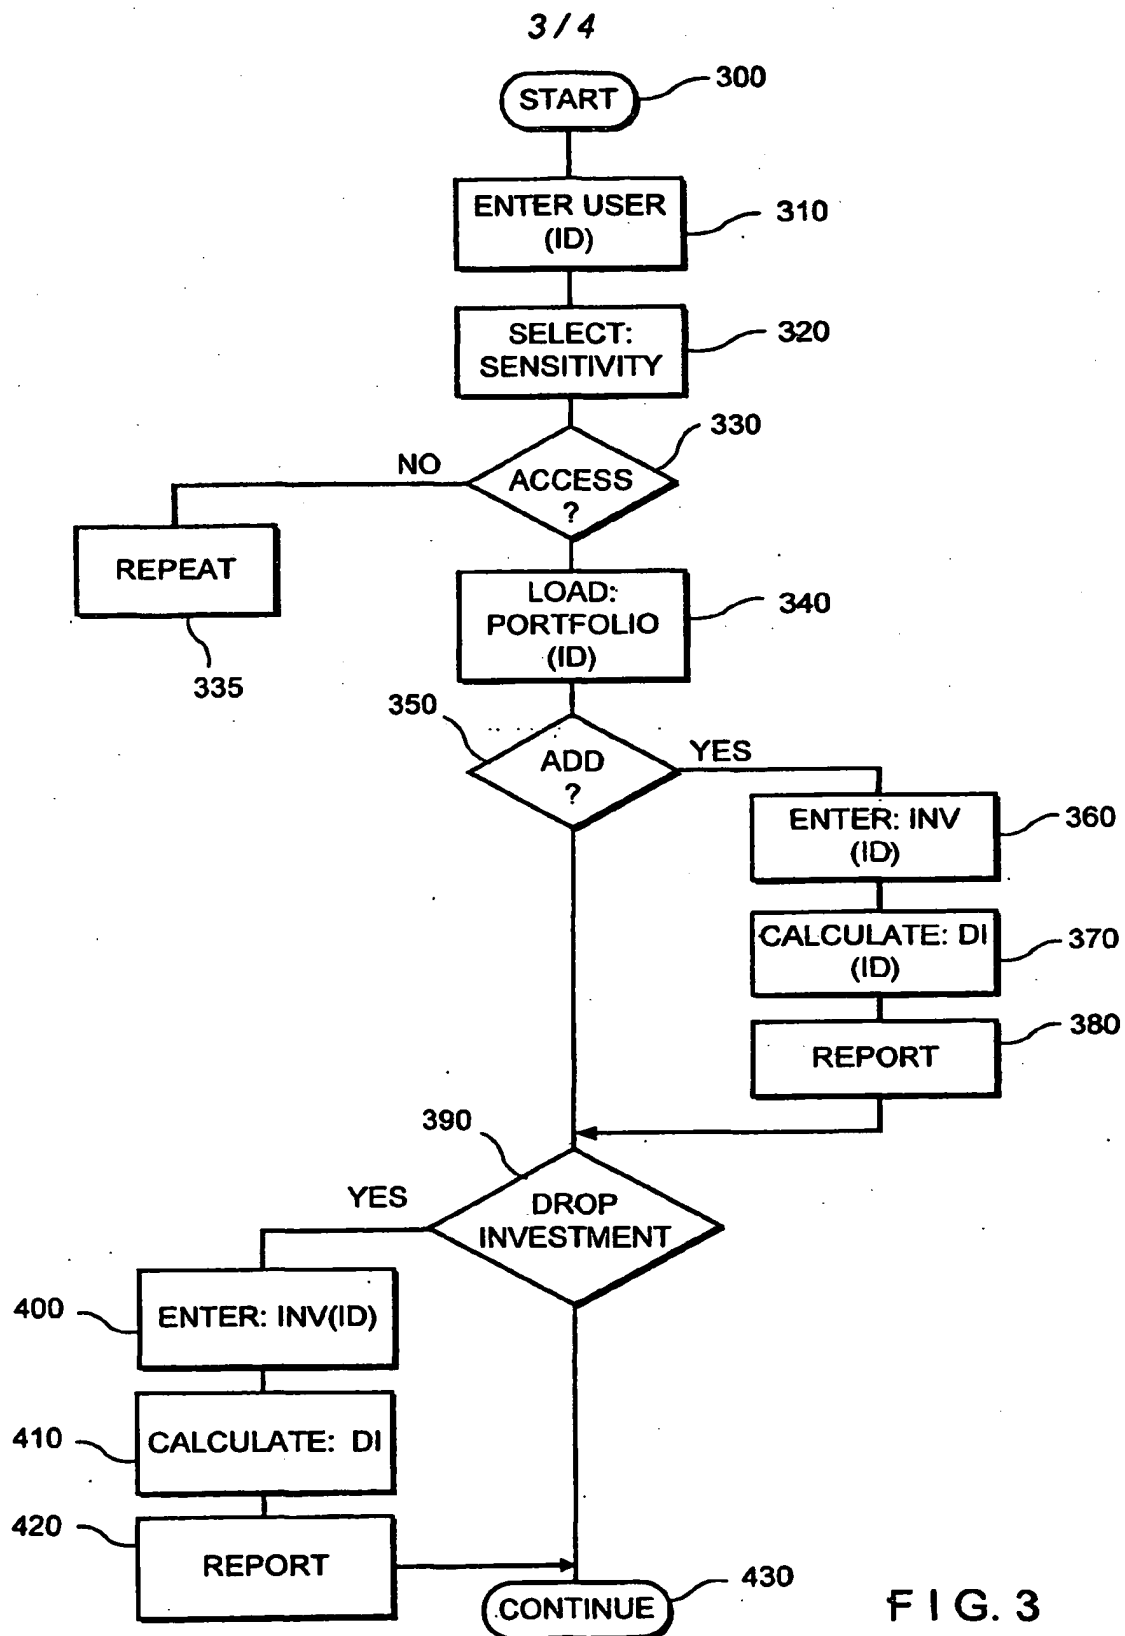 3/4
START
300
ENTER USER
(ID)
310
SELECT:
SENSITIVITY
320
330
NO
ACCESS
?
REPEAT
335
LOAD:
PORTFOLIO
(ID)
340
350
ADD
?
YES
ENTER: INV
(ID)
360
CALCULATE: DI
(ID)
370
REPORT
380
390
YES
DROP
INVESTMENT
400
ENTER: INV(ID)
410
CALCULATE: DI
420
REPORT
430
CONTINUE
FIG. 3